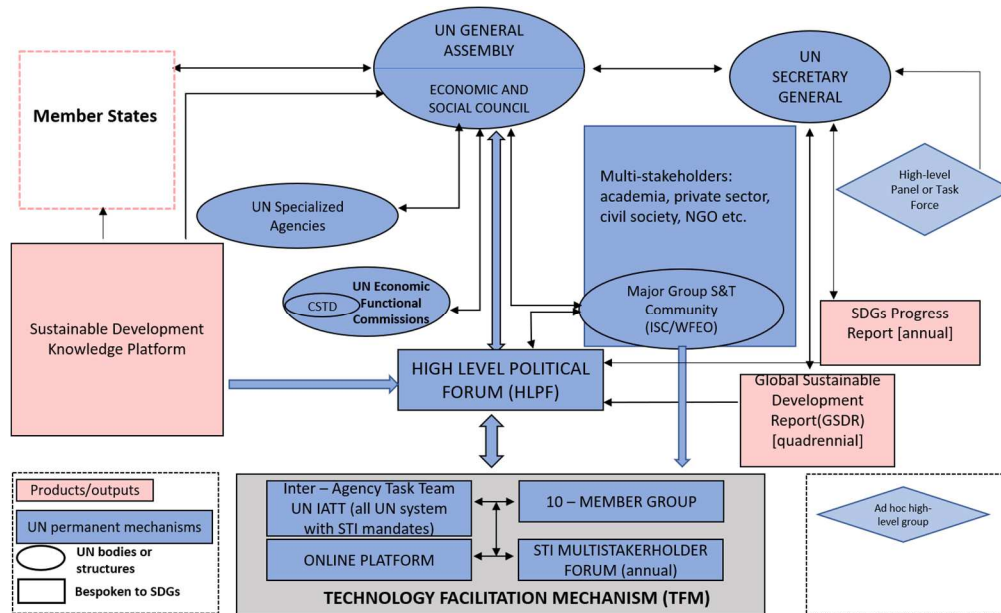 UN GENERAL
ASSEMBLY
ECONOMIC AND
SOCIAL COUNCIL
UN
SECRETARY
GENERAL
Member States
Multi-stakeholders:
academia, private sector,
civil society, NGO etc.
High-level
Panel or Task
Force
UN Specialized
Agencies
CSTD
UN Economic
Functional
Commissions
Major Group S&T
Community
(ISC/WFEO)
Sustainable Development
Knowledge Platform
SDGs Progress
Report [annual]
HIGH LEVEL POLITICAL
FORUM (HLPF)
Global Sustainable
Development
Report(GSDR)
[quadrennial]
Products/outputs
UN permanent mechanisms
UN bodies or
structures
Bespoken to SDGs
Inter – Agency Task Team
UN IATT (all UN system
with STI mandates)
10 – MEMBER GROUP
ONLINE PLATFORM
STI MULTISTAKERHOLDER
FORUM (annual)
TECHNOLOGY FACILITATION MECHANISM (TFM)
Ad hoc high-
level group